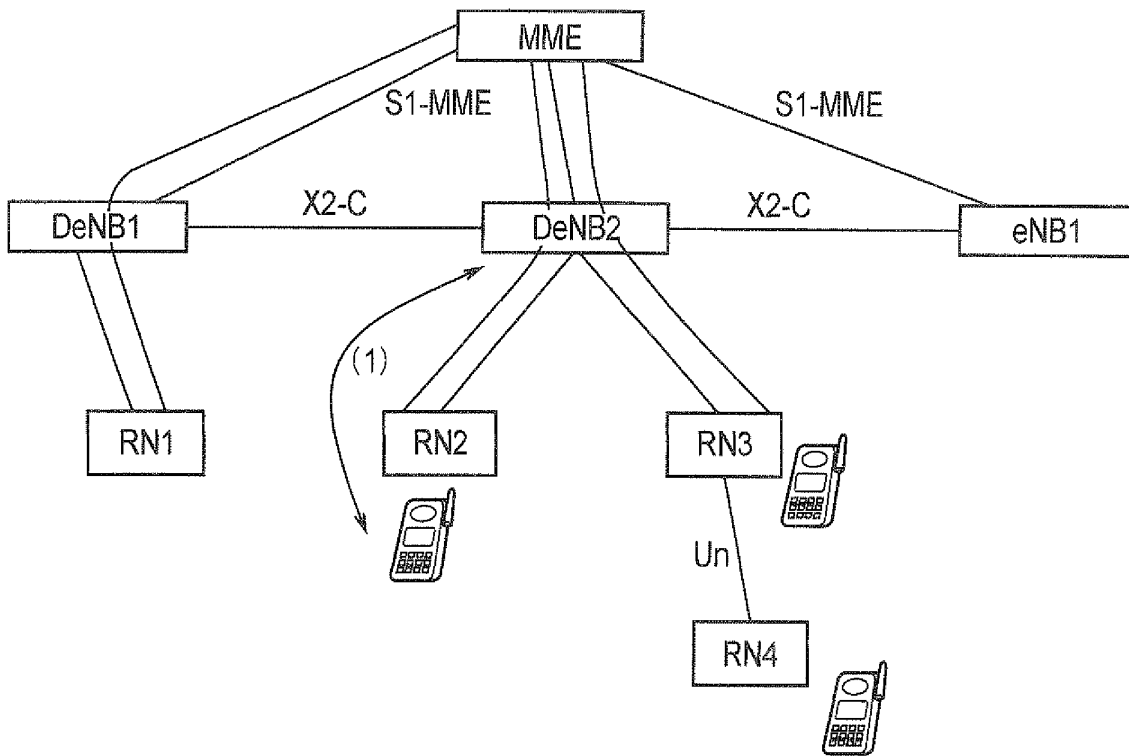 MME
S1-MME
S1-MME
DeNB1
X2-C
DeNB2
X2-C
eNB1
(1)
RN1
RN2
RN3
Un
RN4